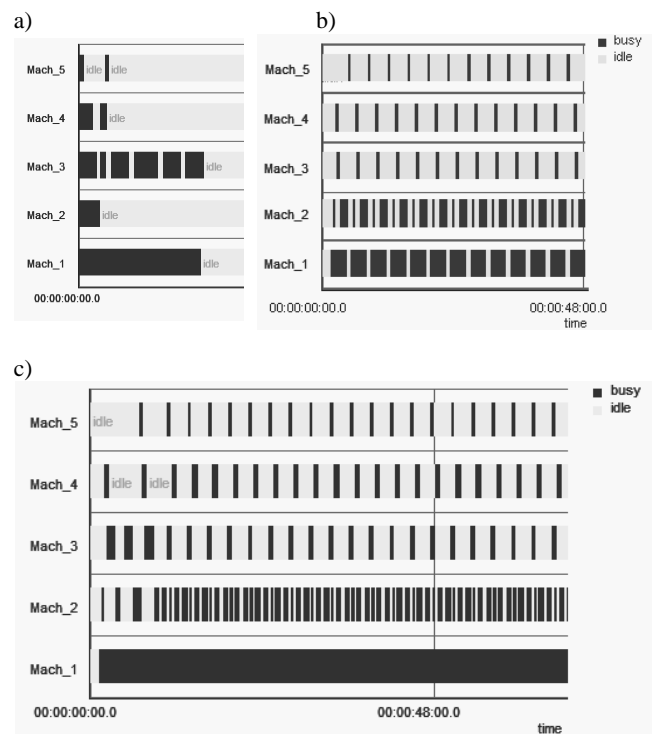 a)
Mach_5 idle idle
Mach_4
Mach_3 idle
Mach_2 idle
Mach_1 idle
00:00:00:00.0
b)
busy
idle
Mach_5
Mach_4
Mach_3
Mach_2
Mach_1
00:00:00:00.0 00:00:48:00.0
time
c)
busy
idle
Mach_5 idle
Mach_4 idle idle
Mach_3
Mach_2
Mach_1
00:00:00:00.0 00:00:48:00.0
time